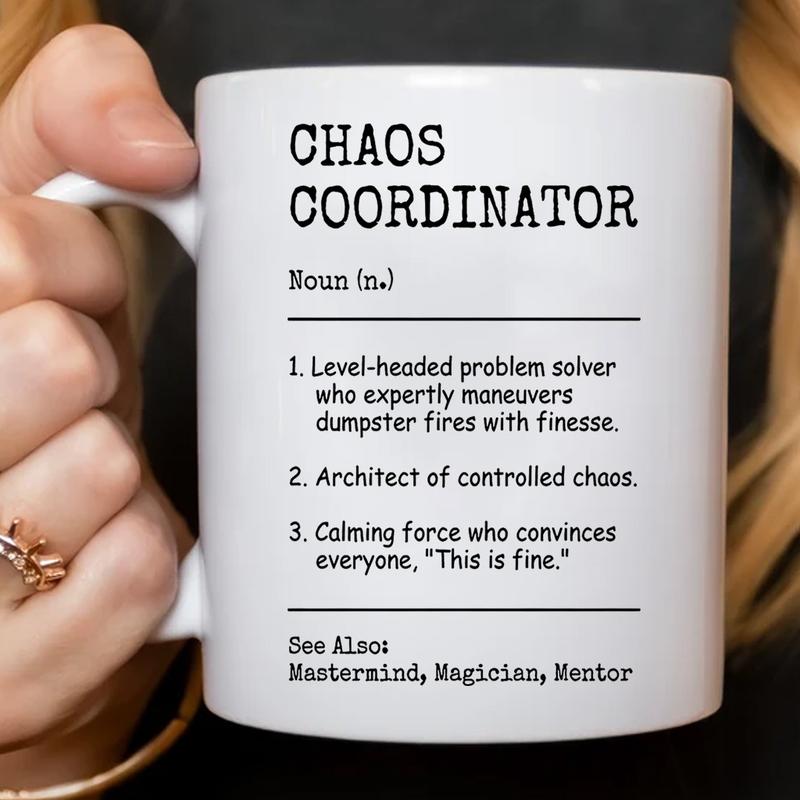 CHAOS
COORDINATOR
Noun (n.)
1. Level-headed problem solver
who expertly maneuvers
dumpster fires with finesse.
2. Architect of controlled chaos.
3. Calming force who convinces
everyone, "This is fine."
See Also:
Mastermind, Magician, Mentor